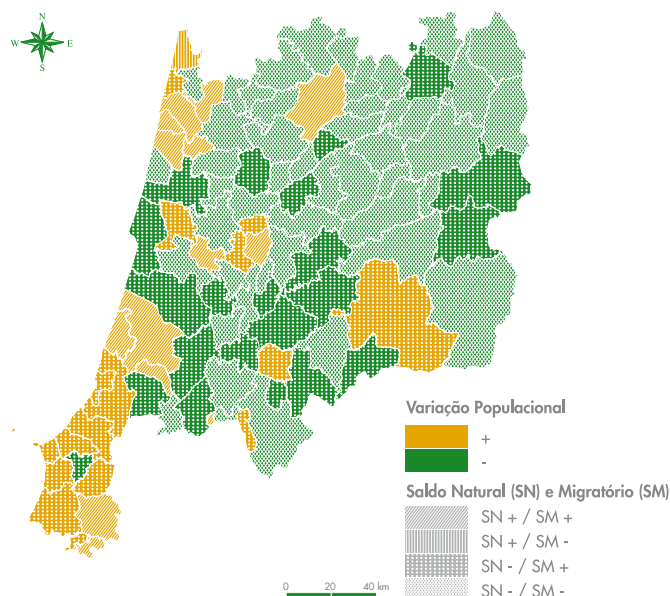 N
W E
S
Variação Populacional
+
-
Saldo Natural (SN) e Migratório (SM)
SN + / SM +
SN + / SM -
SN - / SM +
SN - / SM -
0 20 40 km